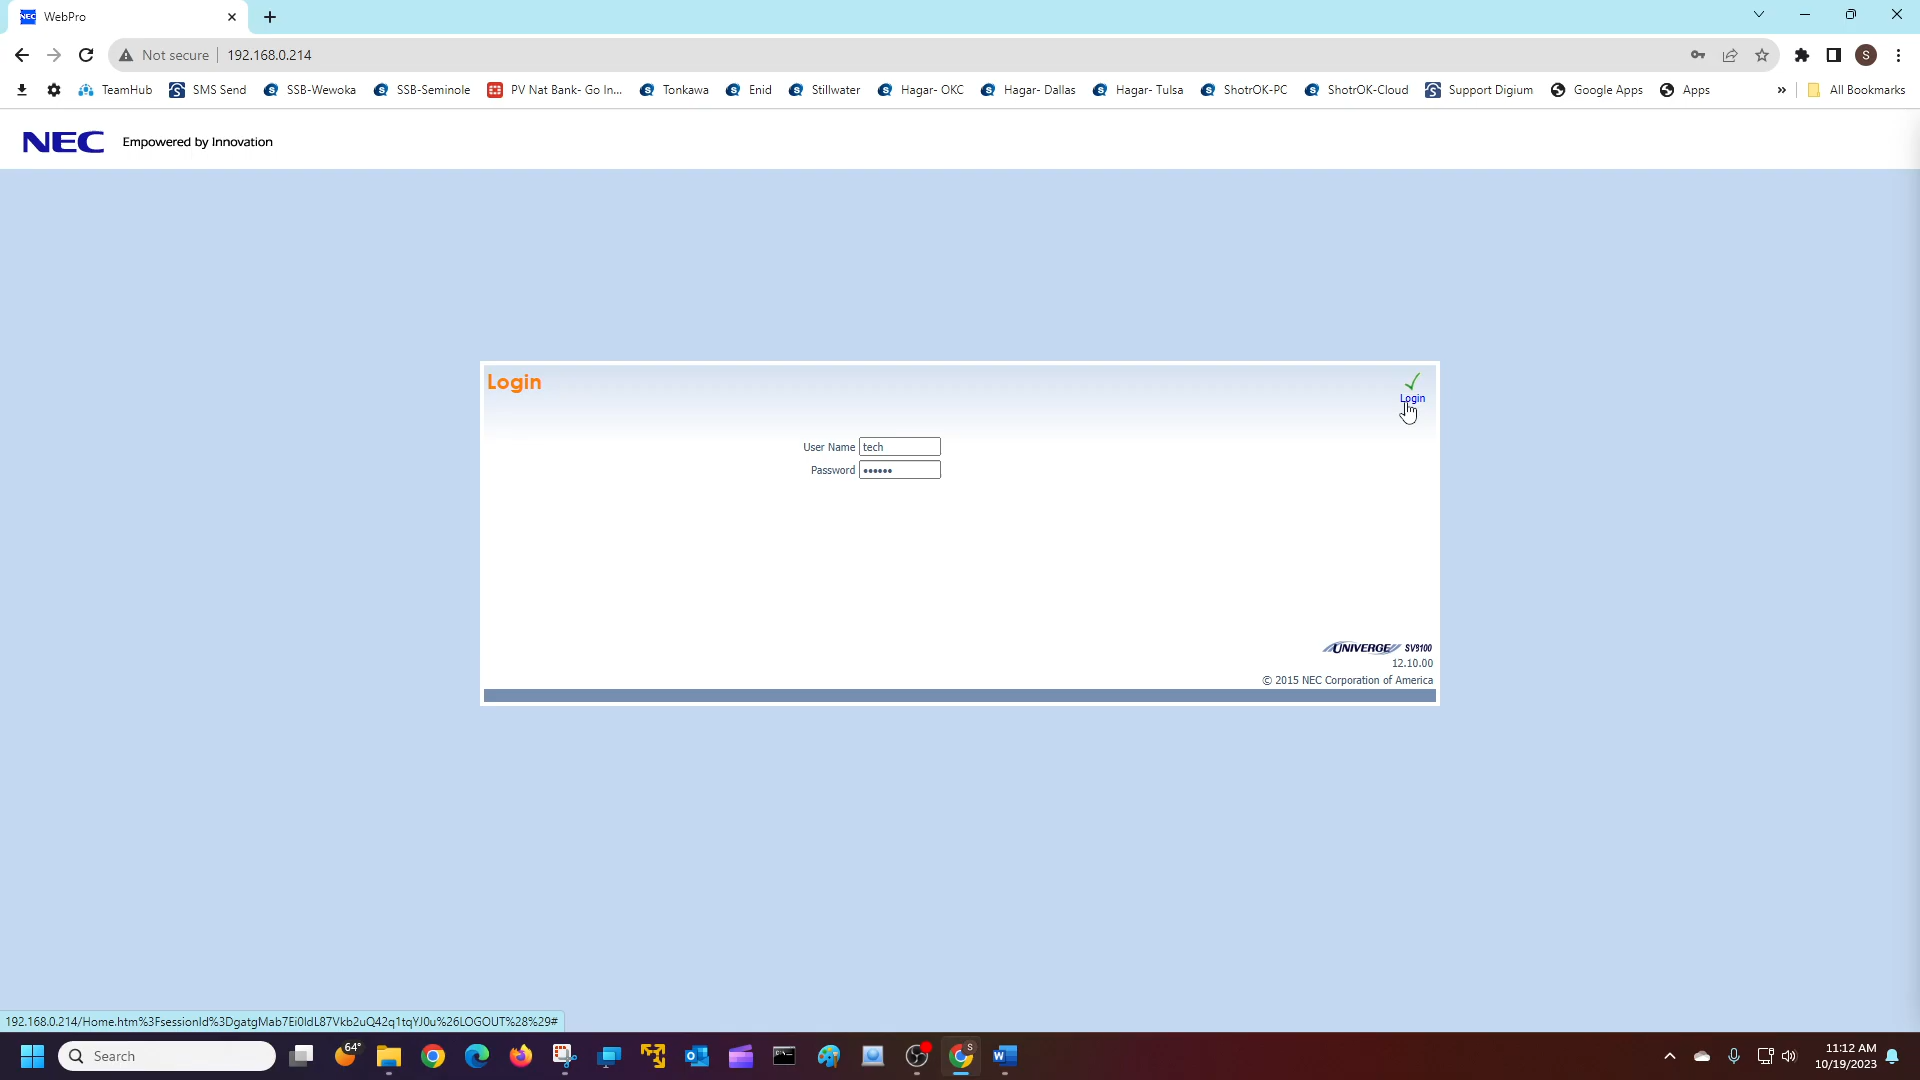 NEC WebPro
Not secure 192.168.0.214 S
TeamHub SMS Send SSB-Wewoka SSB-Seminole PV Nat Bank- Go In... Tonkawa Enid Stillwater Hagar- OKC Hagar- Dallas Hagar- Tulsa ShotrOK-PC ShotrOK-Cloud Support Digium Google Apps Apps » All Bookmarks
NEC Empowered by Innovation
Login
Login
User Name tech
Password ••••••
UNIVERGE SV9100
12.10.00
© 2015 NEC Corporation of America
192.168.0.214/Home.htm%3FsessionId%3DgatgMab7Ei0IdL87Vkb2uQ42q1tqYJ0u%26LOGOUT%28%29#
Search 64° S 11:12 AM
10/19/2023